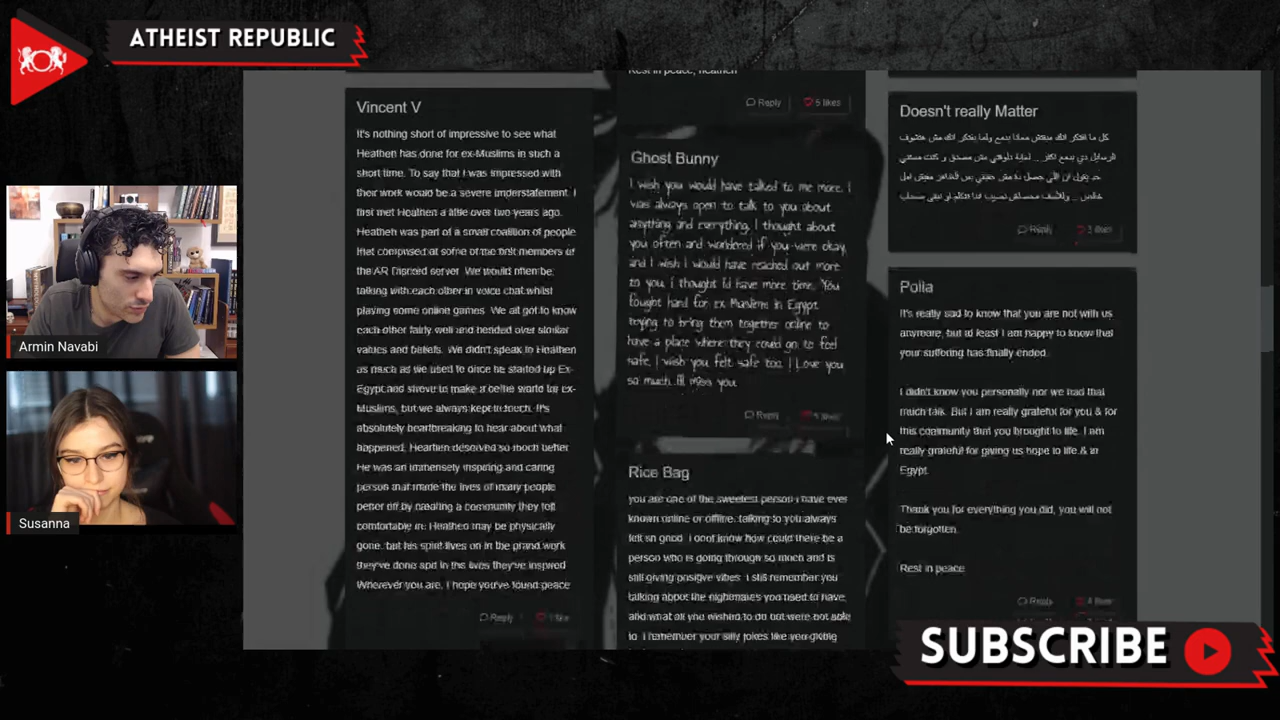 ATHEIST REPUBLIC
Armin Navabi
Susanna
Vincent V
It's nothing short of impressive to see what
Heathen has done for ex-Muslims in such a
short time. To say that I was impressed with
their work would be a severe understatement. I
first met Heathen a little over two years ago.
Heathen was part of a small coalition of people
that comprised at some of the first members of
the AR Discord server. We would often be
talking with each other in voice chat whilst
playing some online games. We all got to know
each other fairly well and bonded over similar
values and beliefs. We didn't speak to Heathen
as much as we used to once he started up Ex-
Egypt and strove to make a better world for ex-
Muslims, but we always kept in touch. It's
absolutely heartbreaking to hear about what
happened. Heathen deserved so much better.
He was an immensely inspiring and caring
person that made the lives of many people
better off by creating a community they felt
comfortable in. Heathen may be physically
gone, but his spirit lives on in the grand work
they've done and in the lives they've inspired
Wherever you are, I hope you've found peace
Reply 1 like
Rest in peace, heathen
Reply 5 likes
Ghost Bunny
I wish you would have talked to me more. I
was always open to talk to you about
anything and everything. I thought about
you often and wondered if you were okay
and I wish I would have reached out more
to you. I thought I'd have more time. You
fought hard for ex Muslims in Egypt
trying to bring them together online to
have a place where they could go to feel
safe. I wish you felt safe too. I Love you
so much. Ill miss you
Reply 5 likes
Rice Bag
you are one of the sweetest person i have ever
known online or offline. talking to you always
felt so good. I dont know how could there be a
person who is going through so much and is
still giving positive vibes. I still remember you
talking about the nightmares you used to have,
and what all you wished to do but were not able
to. I remember your silly jokes like you giving
Doesn't really Matter
Reply 3 likes
Polla
It's really sad to know that you are not with us
anymore, but at least I am happy to know that
your suffering has finally ended.
I didn't know you personally nor we had that
much talk. But I am really grateful for you & for
this community that you brought to life. I am
really grateful for giving us hope to life & in
Egypt.
Thank you for everything you did, you will not
be forgotten.
Rest in peace
Reply 4 likes
SUBSCRIBE